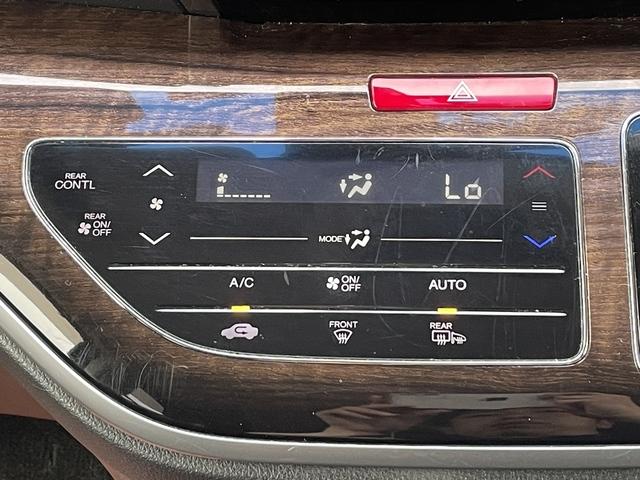 REAR
CONTL
Lo
REAR
ON/
OFF
MODE
A/C
ON/
OFF
AUTO
FRONT
REAR